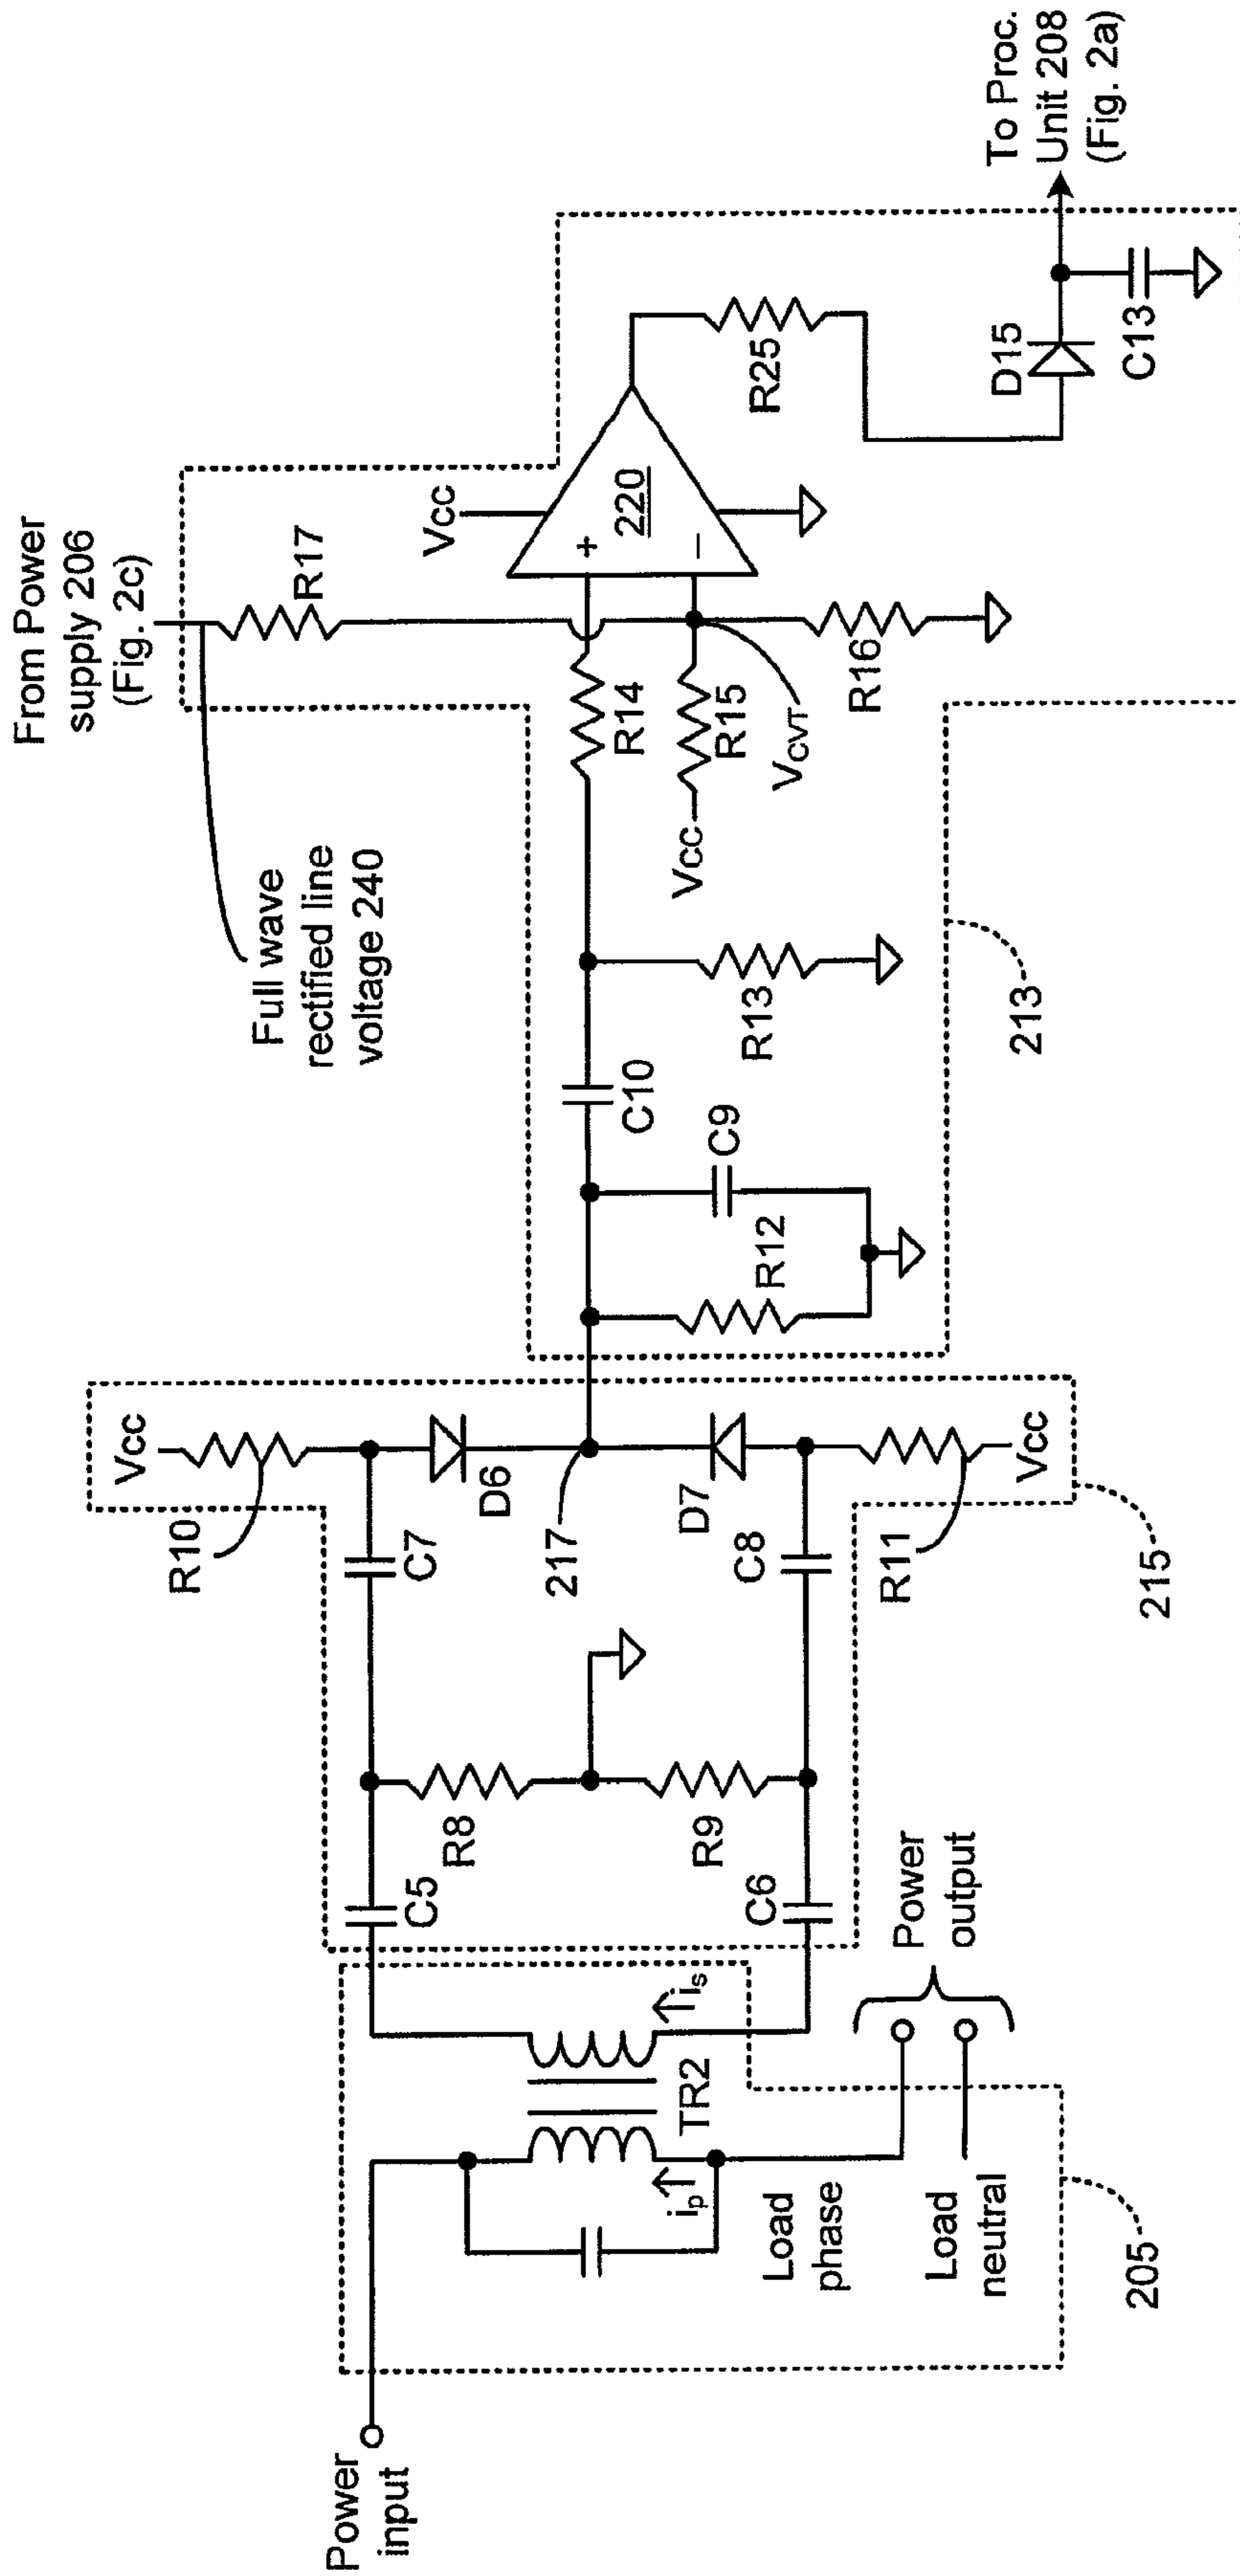 Power
input
205
Load
phase
Load
neutral
Power
output
ip
is
TR2
C5
C6
R8
R9
C7
C8
R10
Vcc
D6
217
D7
R11
Vcc
215
R12
C9
C10
R13
213
Full wave
rectified line
voltage 240
From Power
supply 206
(Fig. 2c)
R17
R14
Vcc
R15
VCVT
R16
Vcc
+
−
220
R25
D15
C13
To Proc.
Unit 208
(Fig. 2a)